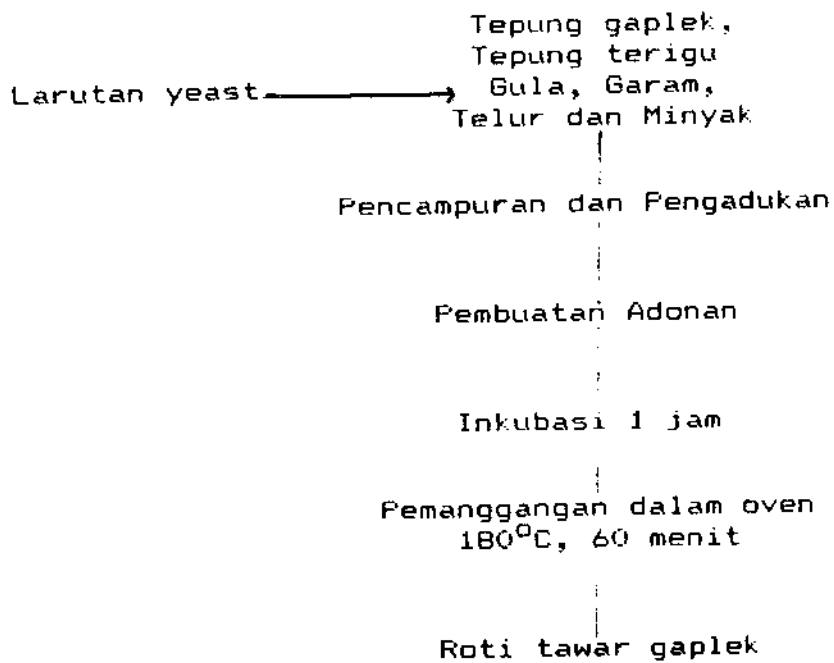 Tepung gaplek,
Tepung terigu
Larutan yeast
Gula, Garam,
Telur dan Minyak
Pencampuran dan Pengadukan
Pembuatan Adonan
Inkubasi 1 jam
Pemanggangan dalam oven
180°C, 60 menit
Roti tawar gaplek